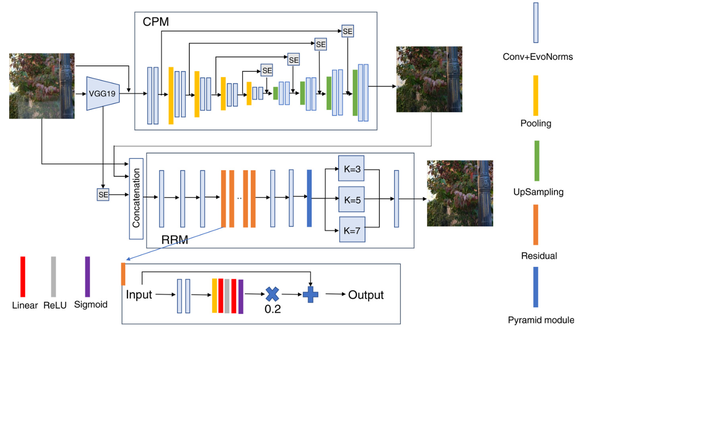 CPM
SE
SE
SE
SE
VGG19
Conv+EvoNorms
Pooling
SE
Concatenation
K=3
K=5
K=7
..
RRM
UpSampling
Residual
Linear
ReLU
Sigmoid
Input
0.2
Output
Pyramid module